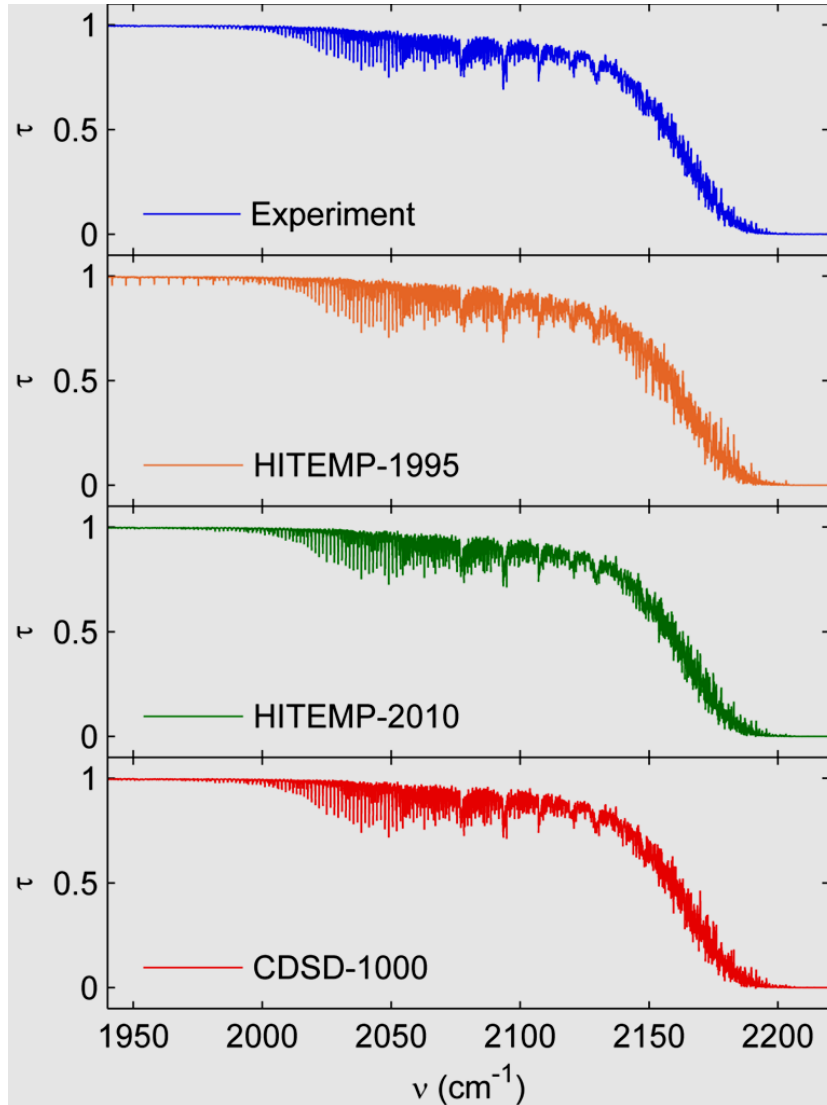 1
τ 0.5
Experiment
0
1
τ 0.5
HITEMP-1995
0
1
τ 0.5
HITEMP-2010
0
1
τ 0.5
CDSD-1000
0
1950 2000 2050 2100 2150 2200
ν (cm⁻¹)